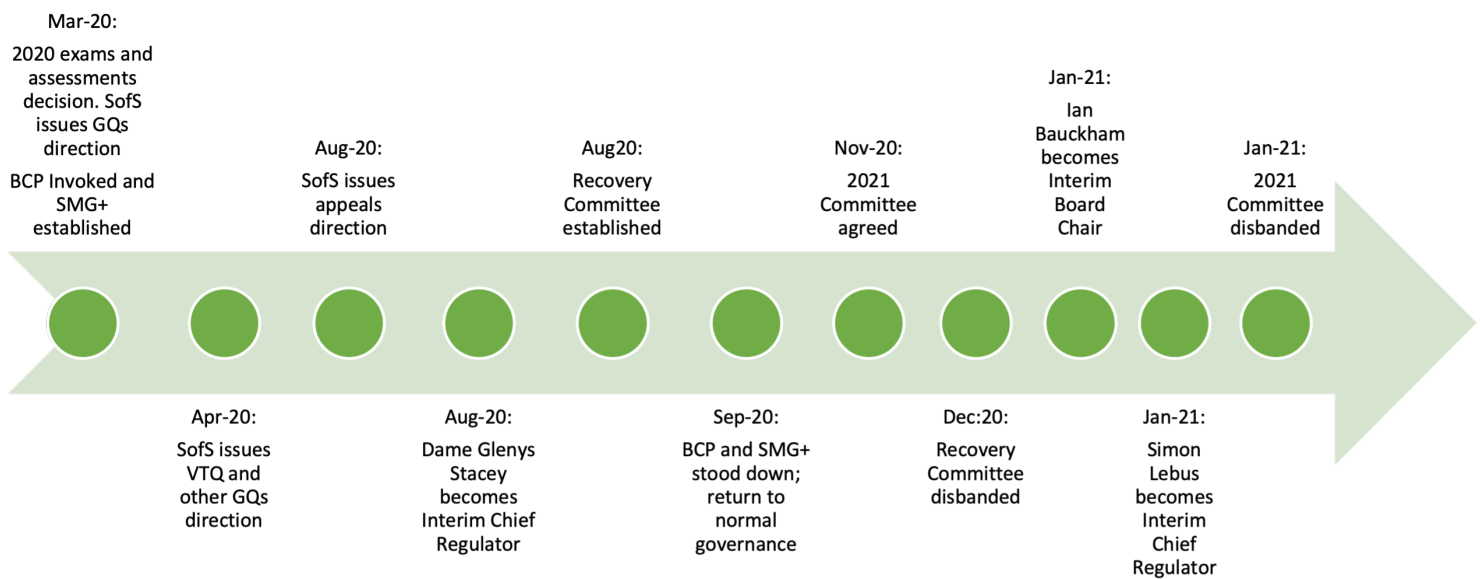 Mar-20:
2020 exams and
assessments
decision. SofS
issues GQs
direction
BCP Invoked and
SMG+
established
Apr-20:
SofS issues
VTQ and
other GQs
direction
Aug-20:
SofS issues
appeals
direction
Aug-20:
Dame Glenys
Stacey
becomes
Interim Chief
Regulator
Aug20:
Recovery
Committee
established
Sep-20:
BCP and SMG+
stood down;
return to
normal
governance
Nov-20:
2021
Committee
agreed
Dec:20:
Recovery
Committee
disbanded
Jan-21:
Ian
Bauckham
becomes
Interim
Board
Chair
Jan-21:
Simon
Lebus
becomes
Interim
Chief
Regulator
Jan-21:
2021
Committee
disbanded